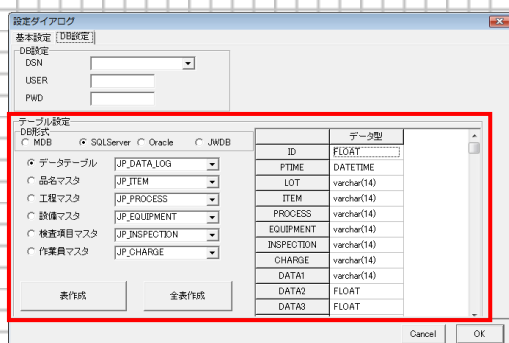 設定ダイアログ
基本設定 DB設定
DB設定
DSN
USER
PWD
テーブル設定
DB形式
MDB SQLServer Oracle JWDB
データテーブル JP_DATA_LOG
品名マスタ JP_ITEM
工程マスタ JP_PROCESS
設備マスタ JP_EQUIPMENT
検査項目マスタ JP_INSPECTION
作業員マスタ JP_CHARGE
表作成 全表作成
データ型
ID FLOAT
PTIME DATETIME
LOT varchar(14)
ITEM varchar(14)
PROCESS varchar(14)
EQUIPMENT varchar(14)
INSPECTION varchar(14)
CHARGE varchar(14)
DATA1 varchar(14)
DATA2 FLOAT
DATA3 FLOAT
Cancel OK